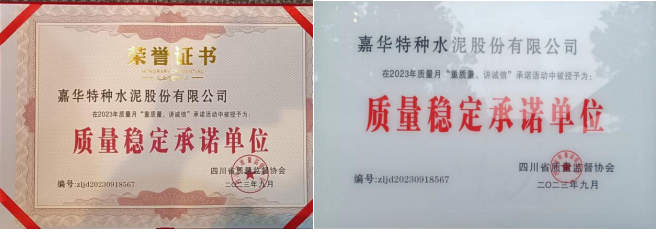 荣誉证书
嘉华特种水泥股份有限公司
在2023年质量月“重质量、讲诚信”承诺活动中被授予为:
质量稳定承诺单位
四川省质量监督协会
编号:zljd20230918567
二〇二三年九月
嘉华特种水泥股份有限公司
在2023年质量月“重质量、讲诚信”承诺活动中被授予为:
质量稳定承诺单位
四川省质量监督协会
编号:zljd20230918567
二〇二三年九月